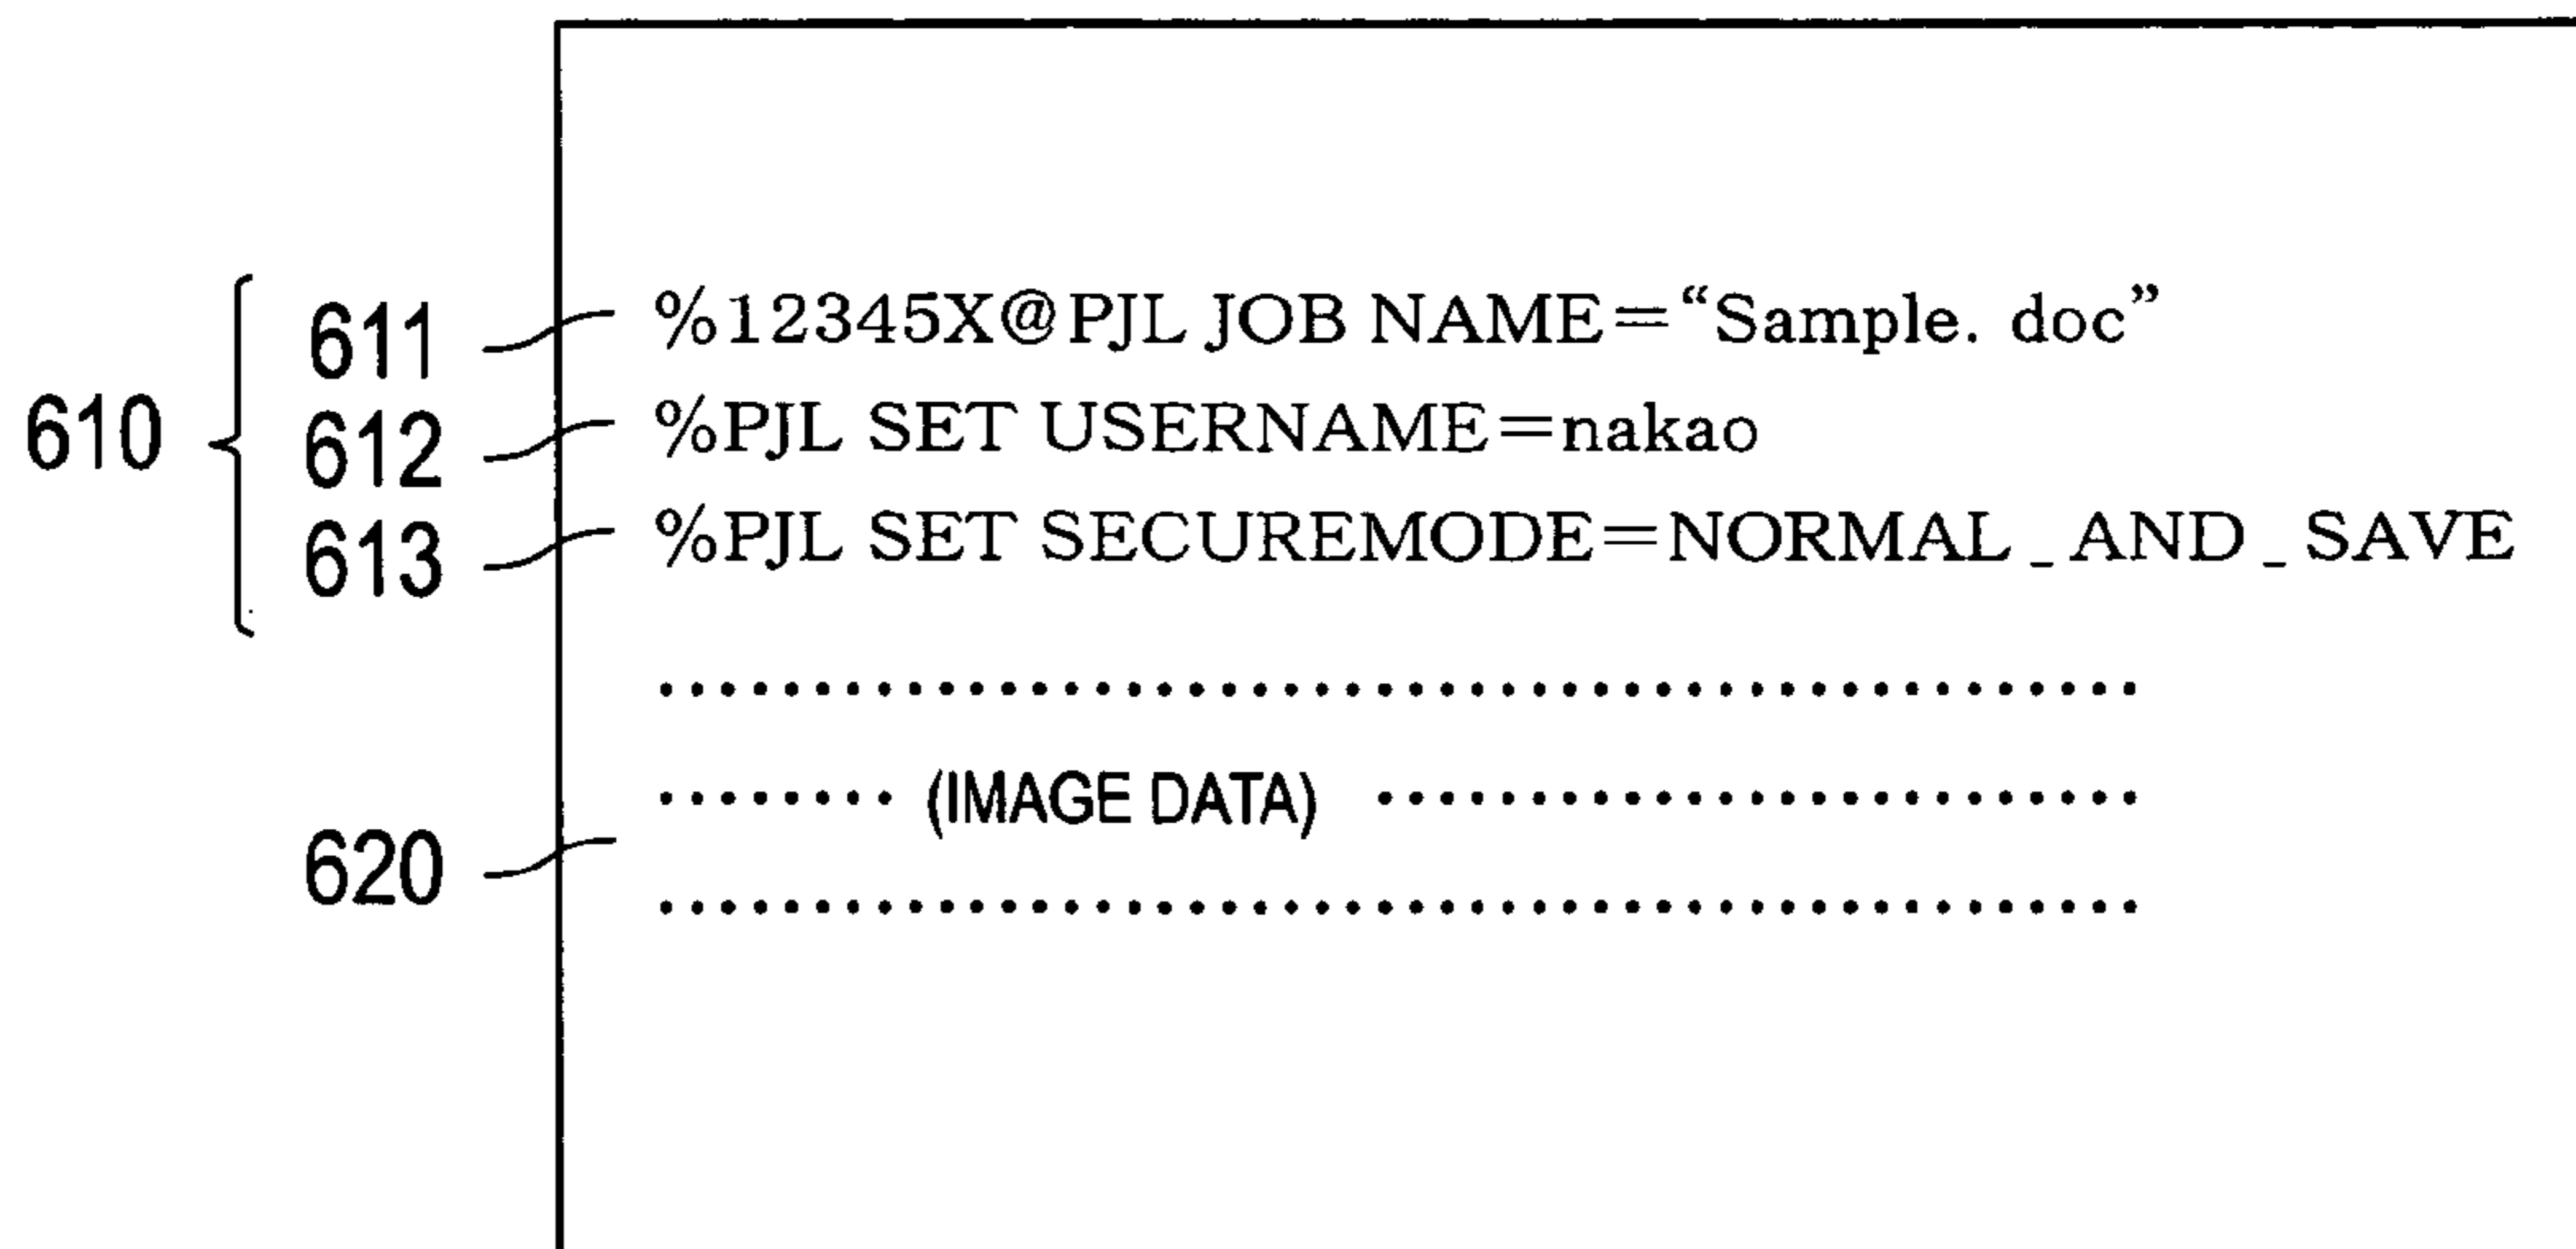 611 %12345X@PJL JOB NAME=“Sample. doc”
610 612 %PJL SET USERNAME=nakao
613 %PJL SET SECUREMODE=NORMAL_AND_SAVE
(IMAGE DATA)
620